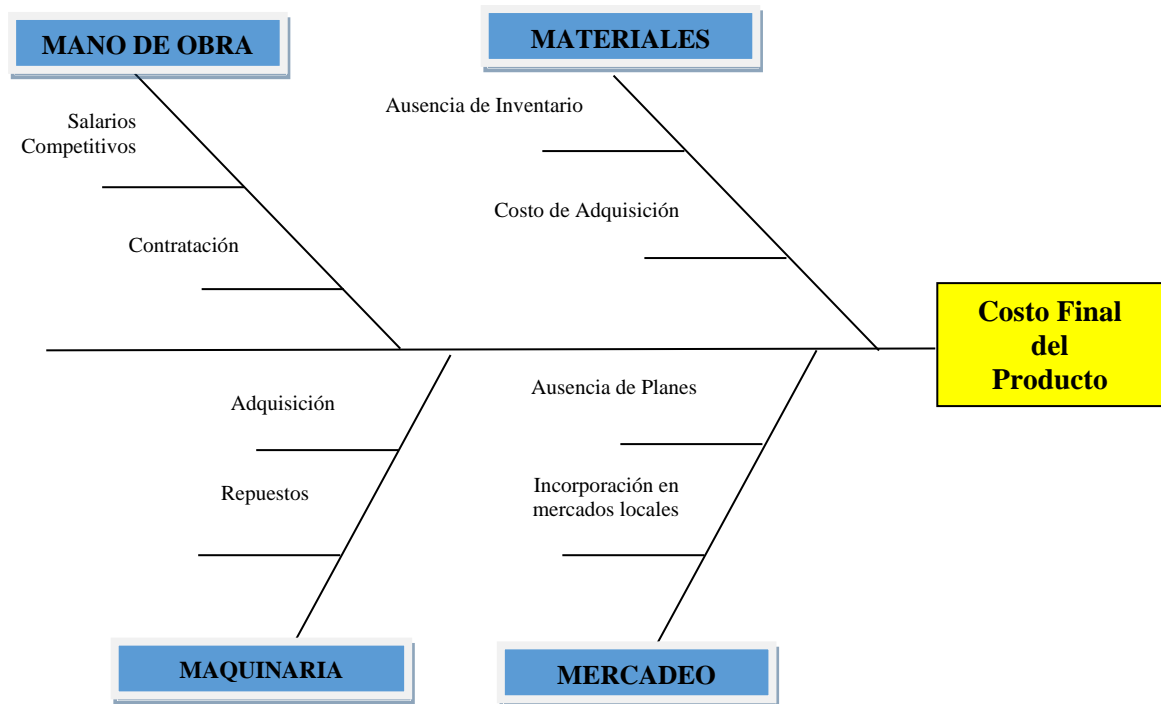 MANO DE OBRA
MATERIALES
Salarios
Competitivos
Ausencia de Inventario
Contratación
Costo de Adquisición
Costo Final
del
Producto
Adquisición
Ausencia de Planes
Repuestos
Incorporación en
mercados locales
MAQUINARIA
MERCADEO